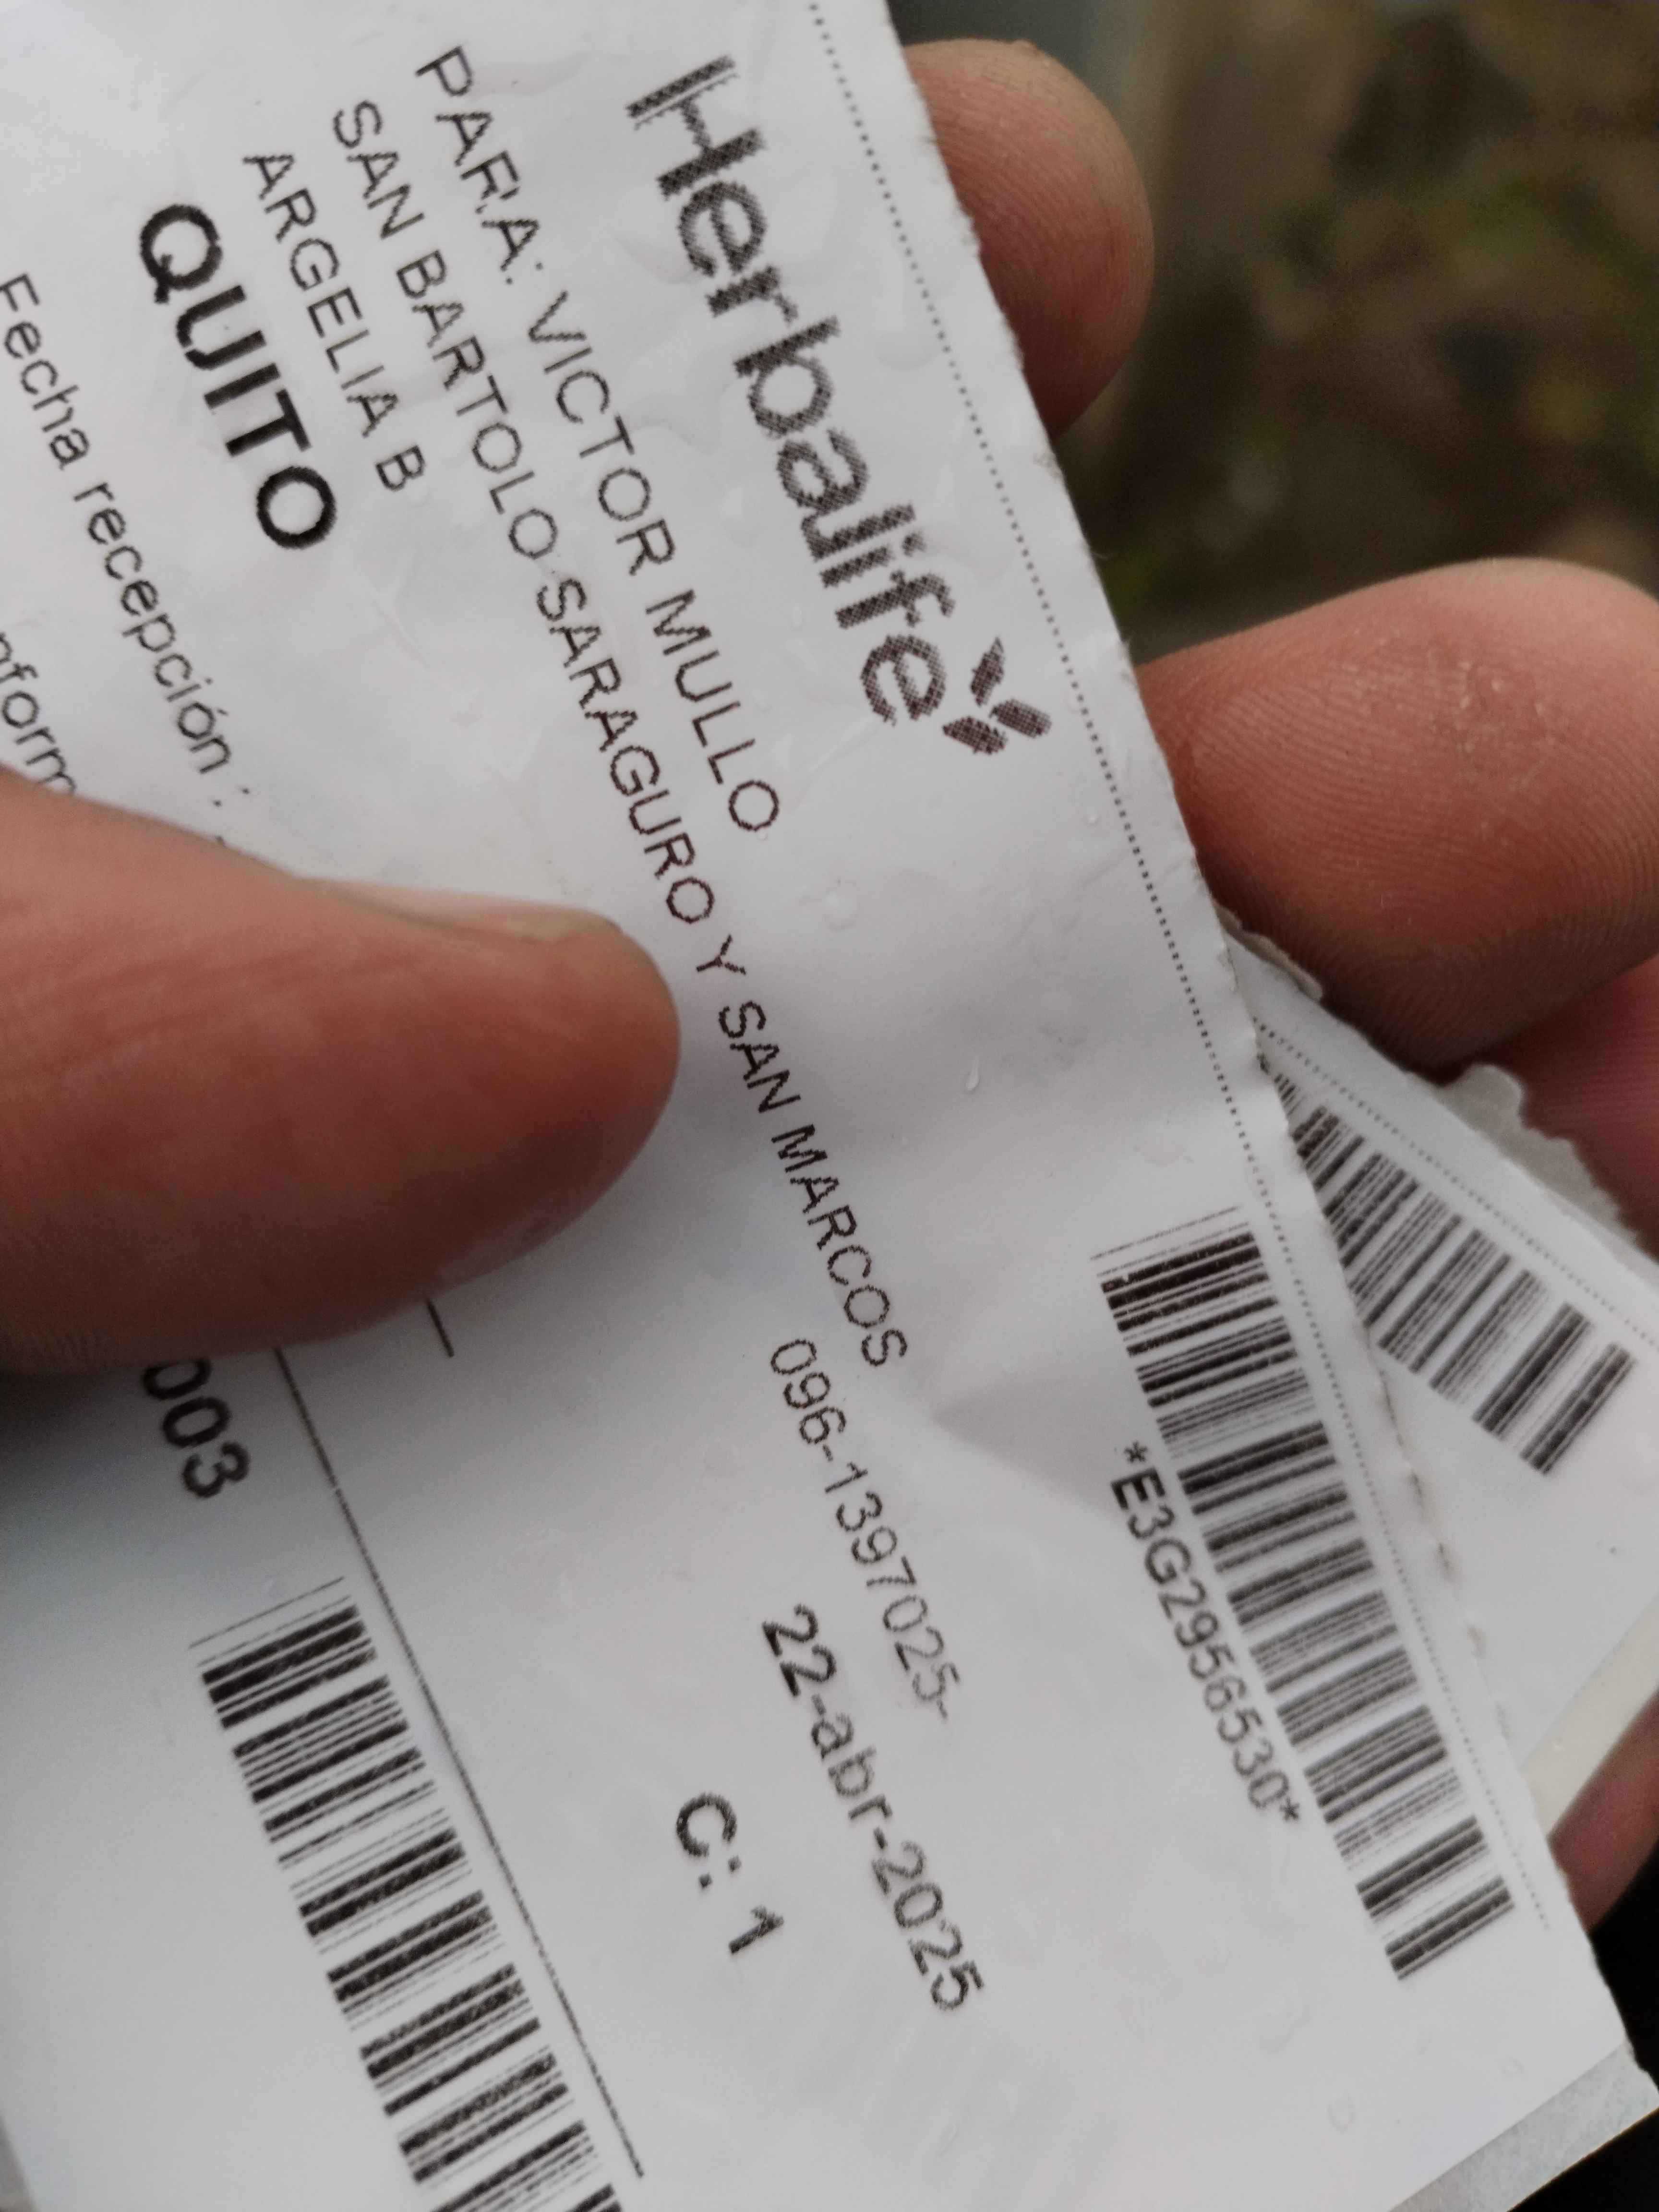 Herbalife
*E3G2956530*
PARA: VICTOR MULLO
096-1397025-
SAN BARTOLO SARAGURO Y SAN MARCOS
22-abr-2025
ARGELIA B
QUITO
C: 1
Fecha recepción :
003